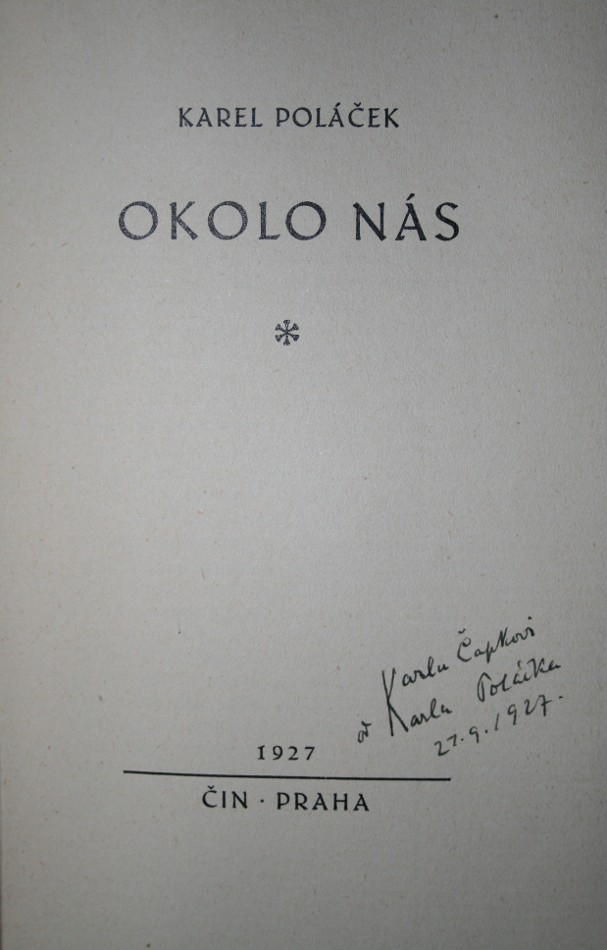 KAREL POLÁČEK
OKOLO NÁS
*
Karlu Čapkovi
od Karla Poláčka
27.9.1927.
1927
ČIN · PRAHA